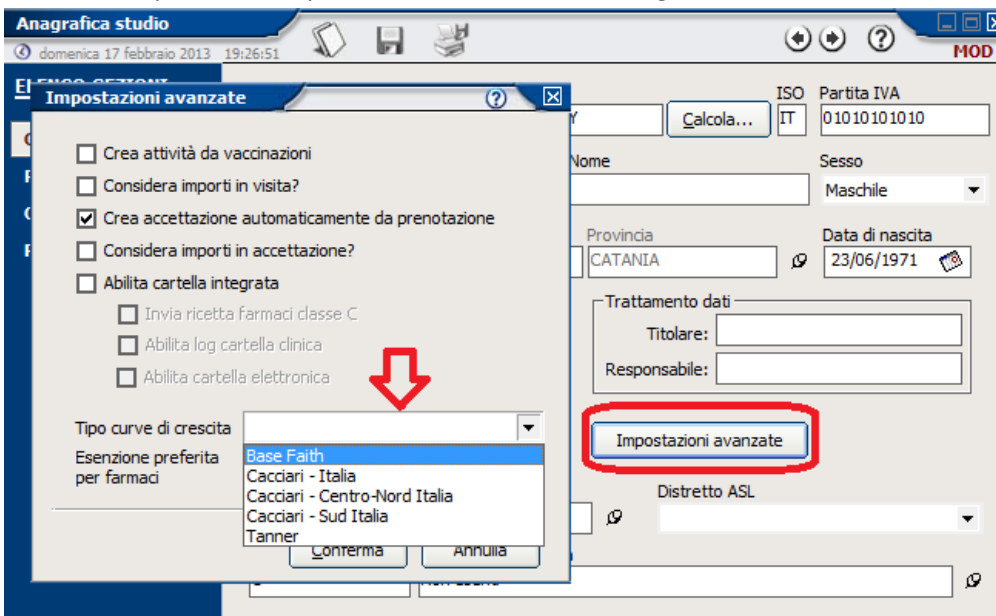 Anagrafica studio
domenica 17 febbraio 2013 19:26:51
MOD
Impostazioni avanzate
ISO Partita IVA
Y Calcola... IT 01010101010
Crea attività da vaccinazioni
Nome Sesso
Considera importi in visita?
Maschile
Crea accettazione automaticamente da prenotazione
Provincia Data di nascita
Considera importi in accettazione?
CATANIA 23/06/1971
Abilita cartella integrata
Trattamento dati
Invia ricetta farmaci classe C
Titolare:
Abilita log cartella clinica
Responsabile:
Abilita cartella elettronica
Tipo curve di crescita
Impostazioni avanzate
Esenzione preferita
per farmaci
Base Faith
Cacciari - Italia
Cacciari - Centro-Nord Italia
Cacciari - Sud Italia
Tanner
Distretto ASL
Conferma Annulla